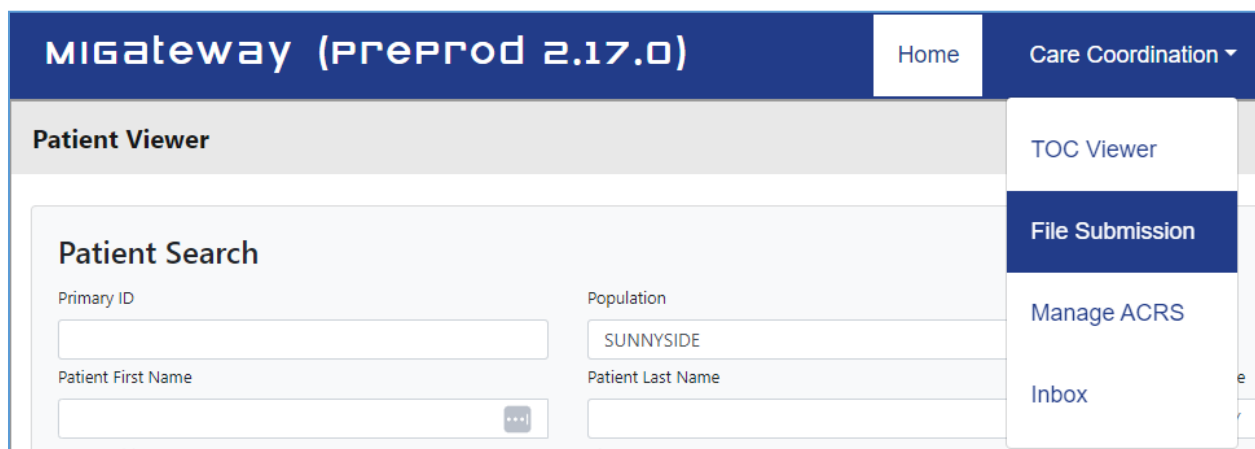 MiGateway (PreProd 2.17.0)
Home
Care Coordination
Patient Viewer
TOC Viewer
File Submission
Manage ACRS
Inbox
Patient Search
Primary ID
Population
SUNNYSIDE
Patient First Name
Patient Last Name